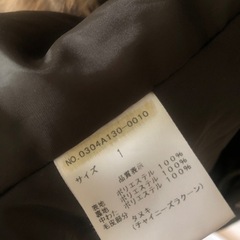 NO.0304A130-0010
サイズ 1
品質表示
表地 ポリエステル 100%
裏地 ポリエステル 100%
中わた ポリエステル 100%
毛皮部分 タヌキ
(チャイニーズラクーン)